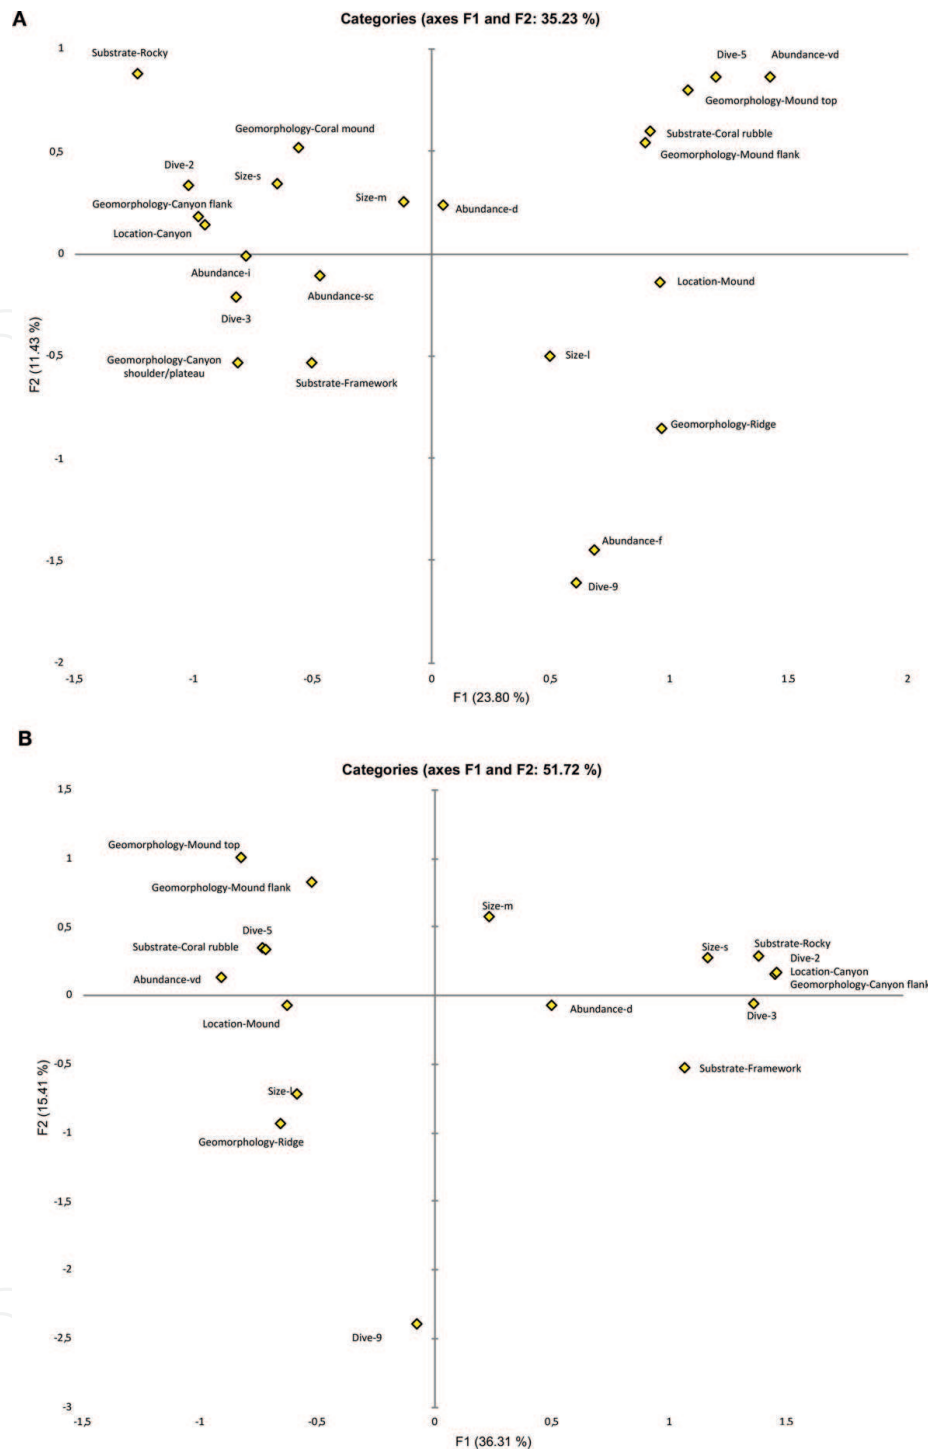 A
Categories (axes F1 and F2: 35.23 %)
1
Substrate-Rocky
Dive-5
Abundance-vd
Geomorphology-Mound top
Geomorphology-Coral mound
Substrate-Coral rubble
0,5
Geomorphology-Mound flank
Dive-2
Size-s
Size-m
Geomorphology-Canyon flank
Abundance-d
Location-Canyon
0
Abundance-i
Location-Mound
Abundance-sc
Dive-3
-0,5
Geomorphology-Canyon
shoulder/plateau
Size-l
Substrate-Framework
Geomorphology-Ridge
-1
Abundance-f
-1,5
Dive-9
-2
F2 (11.43 %)
-1,5
-1
-0,5
0
0,5
1
1.5
2
F1 (23.80 %)
B
Categories (axes F1 and F2: 51.72 %)
1,5
Geomorphology-Mound top
1
Geomorphology-Mound flank
Size-m
0,5
Dive-5
Substrate-Coral rubble
Size-s
Substrate-Rocky
Dive-2
Abundance-vd
Location-Canyon
Geomorphology-Canyon flank
0
Location-Mound
Abundance-d
Dive-3
-0,5
Substrate-Framework
Size-l
-1
Geomorphology-Ridge
-1,5
-2
Dive-9
-2,5
-3
F2 (15.41 %)
-1,5
-1
-0,5
0
0,5
1
1.5
F1 (36.31 %)